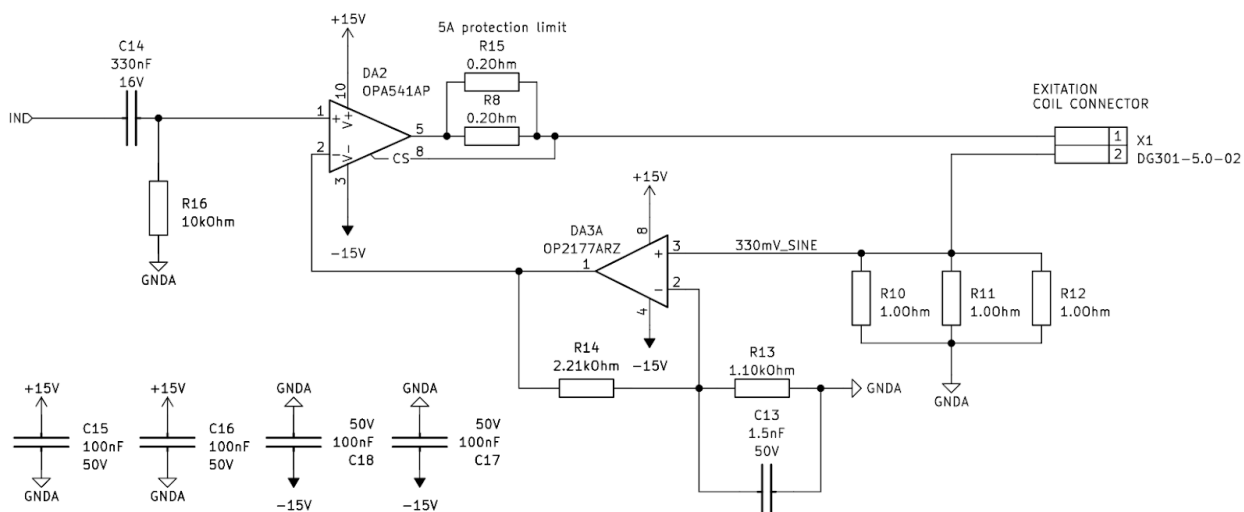 +15V
5A protection limit
C14
330nF
16V
R15
0.2Ohm
DA2
OPA541AP
10
V+
R8
0.2Ohm
EXITATION
COIL CONNECTOR
IN
1
+
5
2
−
V−
CS
8
3
1
2
X1
DG301-5.0-02
R16
10kOhm
GNDA
−15V
+15V
DA3A
OP2177ARZ
8
3
+
330mV_SINE
1
2
−
4
−15V
R10
1.0Ohm
R11
1.0Ohm
R12
1.0Ohm
GNDA
R14
2.21kOhm
R13
1.10kOhm
GNDA
C13
1.5nF
50V
+15V
C15
100nF
50V
GNDA
+15V
C16
100nF
50V
GNDA
GNDA
50V
100nF
C18
−15V
GNDA
50V
100nF
C17
−15V